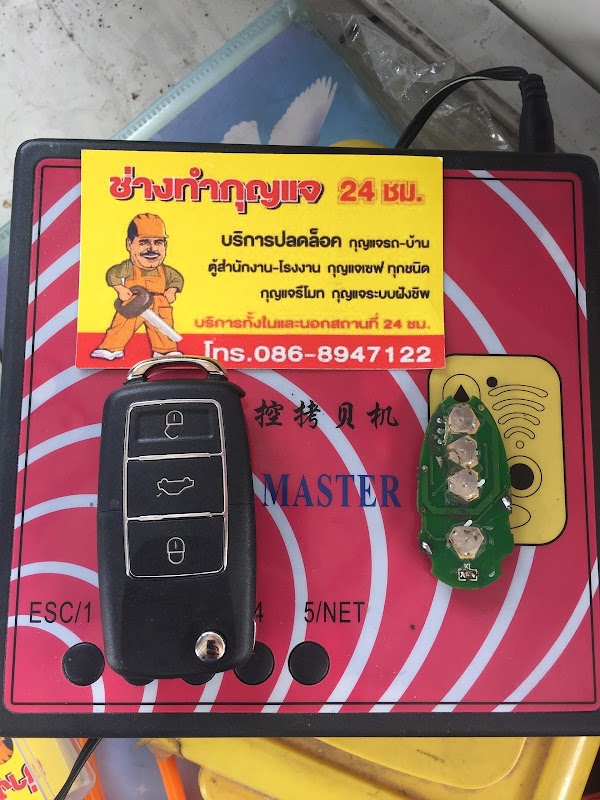 ช่างทำกุญแจ 24 ชม.
บริการปลดล็อค กุญแจรถ-บ้าน
ตู้สำนักงาน-โรงงาน กุญแจเซฟ ทุกชนิด
กุญแจรีโมท กุญแจระบบฝังชิพ
บริการทั้งในและนอกสถานที่ 24 ชม.
โทร.086-8947122
控拷贝机
MASTER
ESC/1
4
5/NET